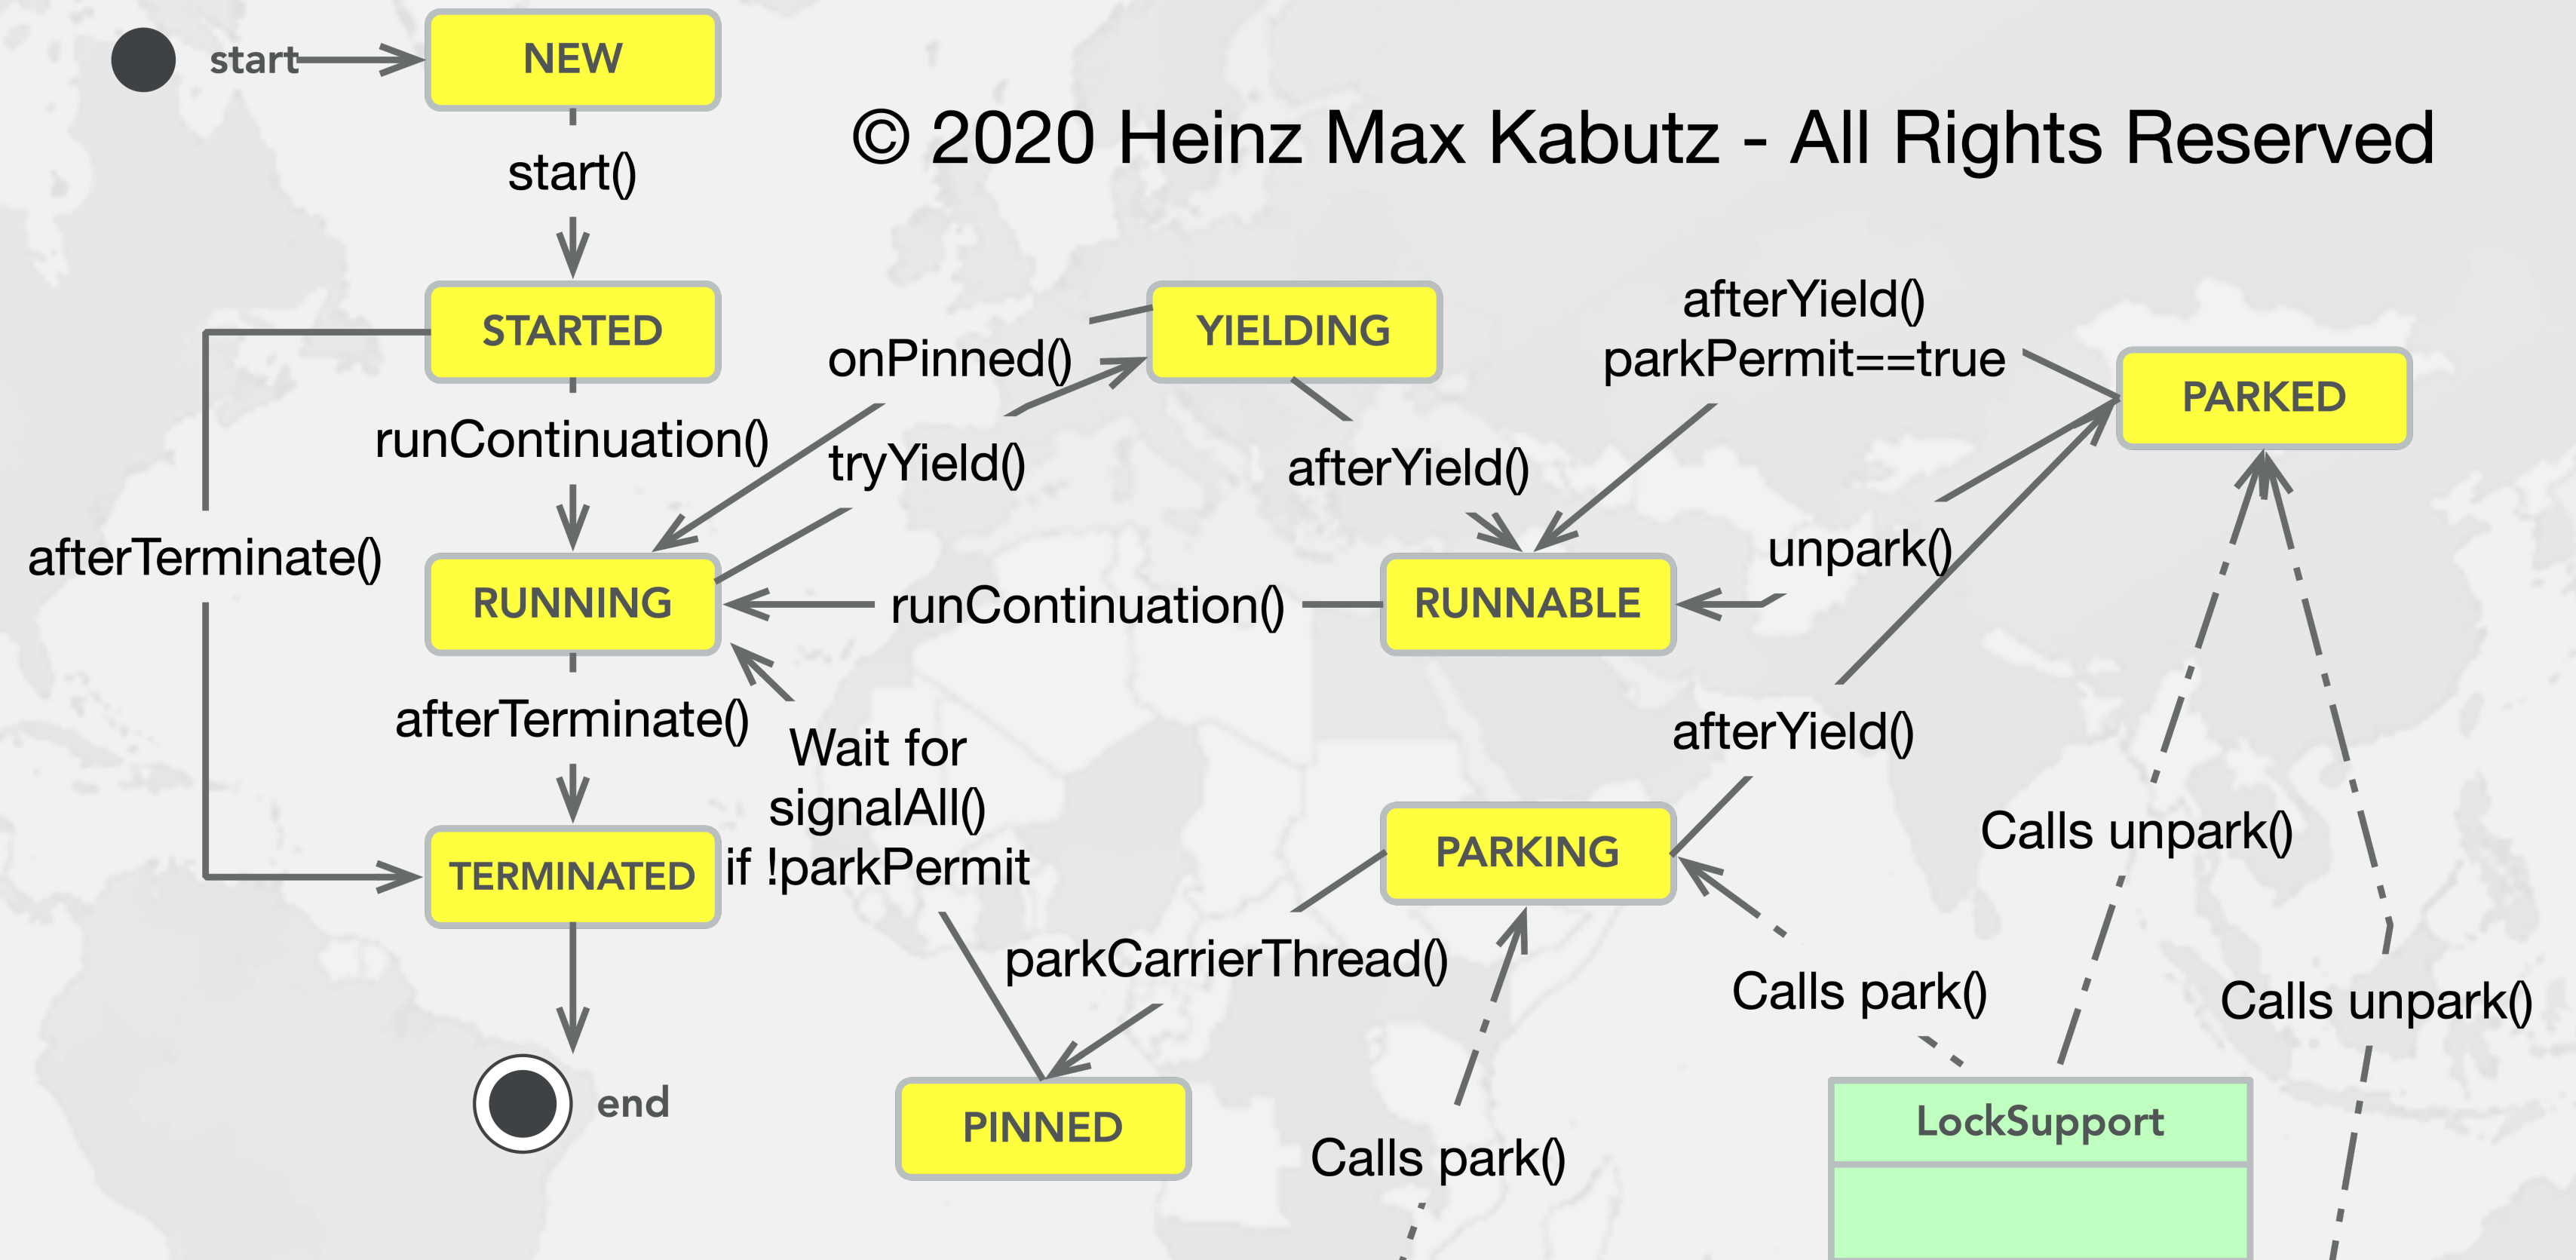 start
NEW
© 2020 Heinz Max Kabutz - All Rights Reserved
start()
STARTED
YIELDING
afterYield()
parkPermit==true
PARKED
onPinned()
runContinuation()
tryYield()
afterYield()
afterTerminate()
unpark()
RUNNING
runContinuation()
RUNNABLE
afterTerminate()
Wait for
signalAll()
if !parkPermit
afterYield()
Calls unpark()
TERMINATED
PARKING
parkCarrierThread()
Calls park()
Calls unpark()
end
PINNED
LockSupport
Calls park()